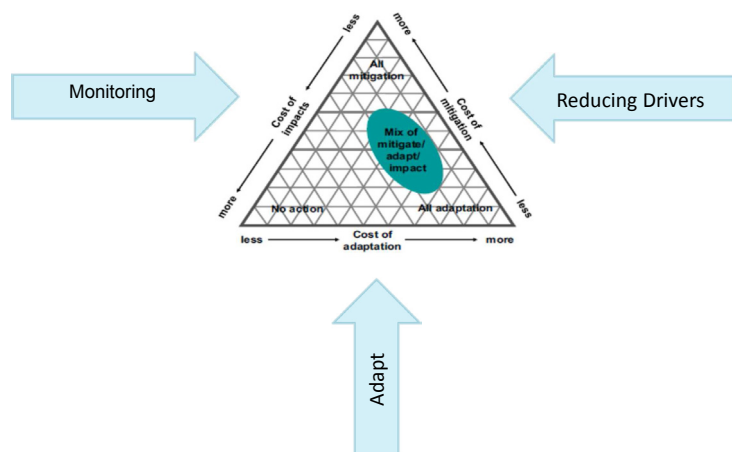 less
more
All
mitigation
Monitoring
Cost of
impacts
Cost of
mitigation
Reducing Drivers
Mix of
mitigate/
adapt/
impact
more
No action
All adaptation
less
less
Cost of
adaptation
more
Adapt